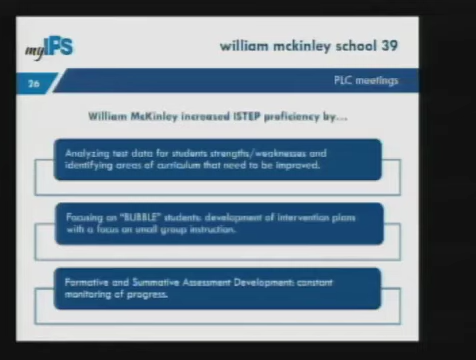 myIPS
william mckinley school 39
26
PLC meetings
William McKinley increased ISTEP proficiency by...
Analyzing test data for students strengths/weaknesses and
identifying areas of curriculum that need to be improved.
Focusing on "BUBBLE" students: development of intervention plans
with a focus on small group instruction.
Formative and Summative Assessment Development: constant
monitoring of progress.